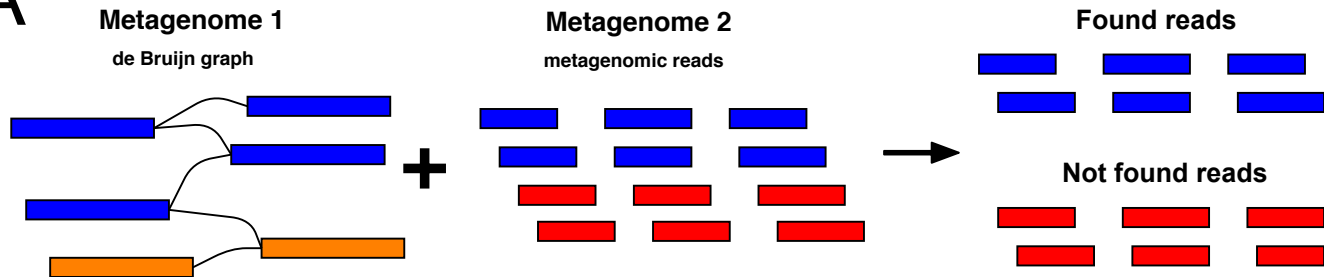 A
Metagenome 1
de Bruijn graph
Metagenome 2
metagenomic reads
Found reads
Not found reads